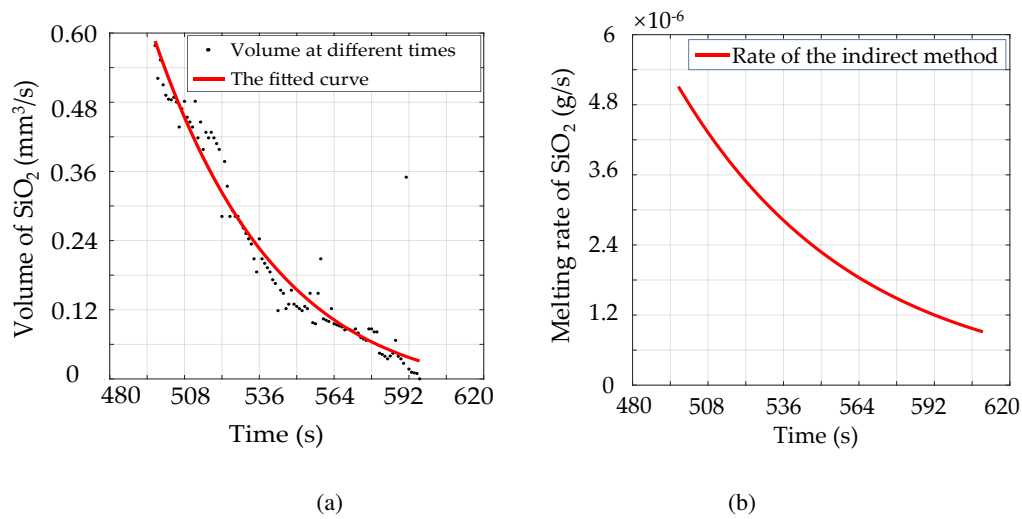 0.60
0.48
0.36
0.24
0.12
0
Volume of SiO₂ (mm³/s)
Volume at different times
The fitted curve
480 508 536 564 592 620
Time (s)
(a)
×10⁻⁶
6
4.8
3.6
2.4
1.2
0
Melting rate of SiO₂ (g/s)
Rate of the indirect method
480 508 536 564 592 620
Time (s)
(b)